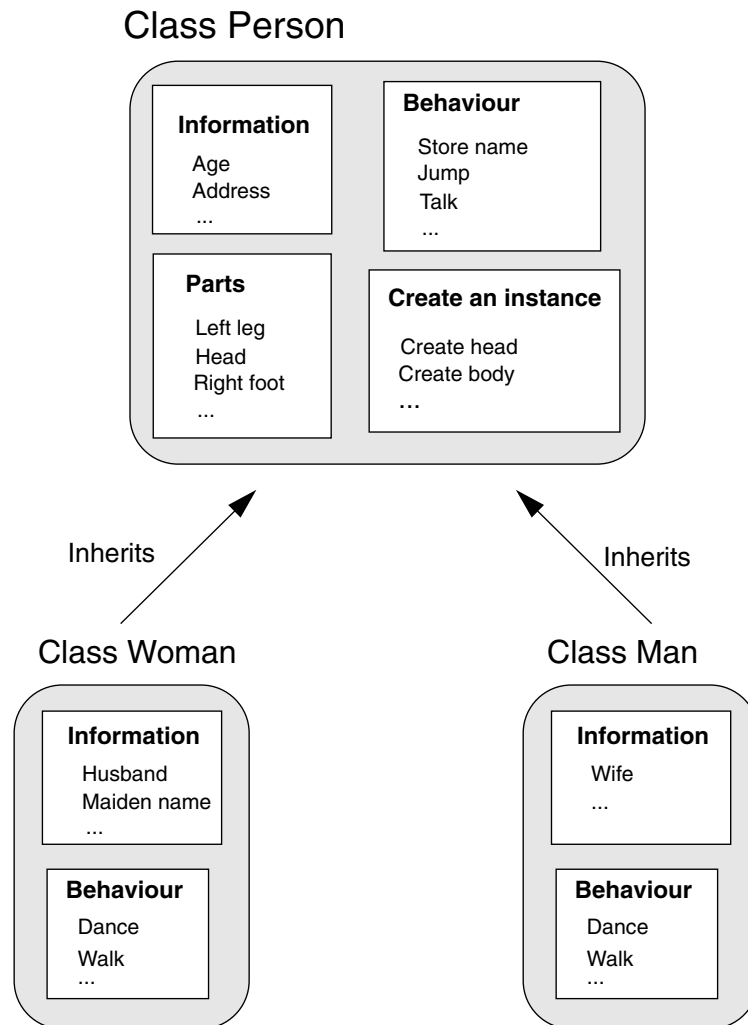 Class Person
Information
Age
Address
...
Behaviour
Store name
Jump
Talk
...
Parts
Left leg
Head
Right foot
...
Create an instance
Create head
Create body
...
Inherits
Inherits
Class Woman
Information
Husband
Maiden name
...
Behaviour
Dance
Walk
...
Class Man
Information
Wife
...
Behaviour
Dance
Walk
...